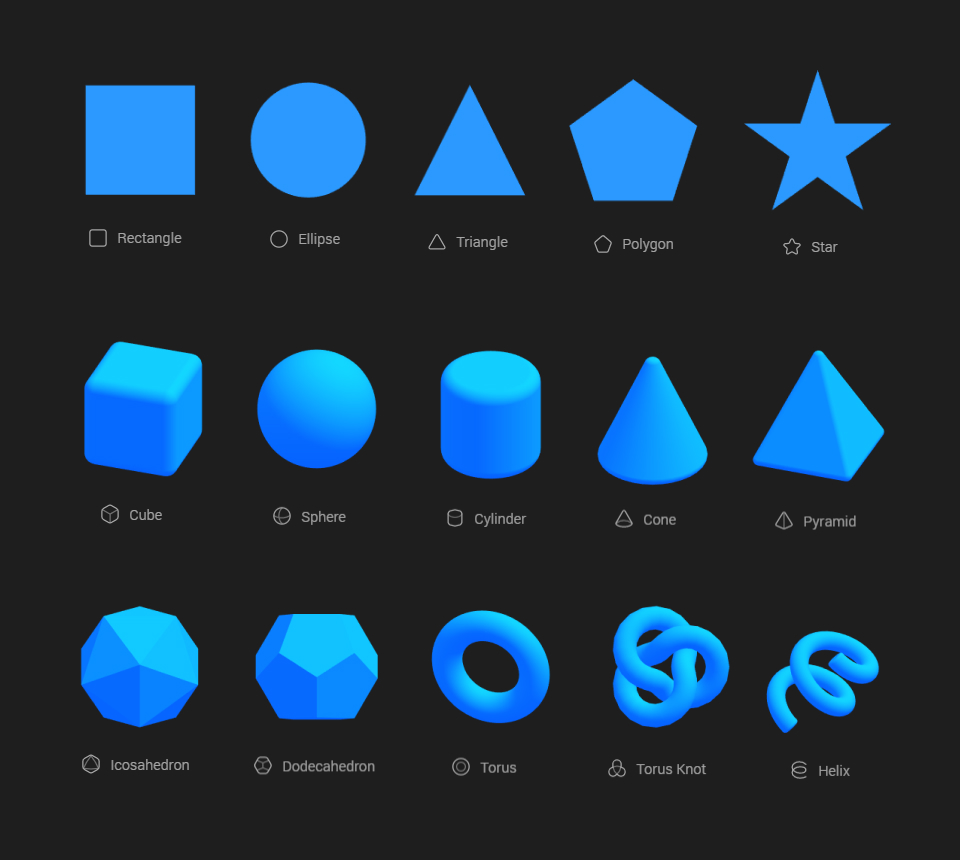 Rectangle
Ellipse
Triangle
Polygon
Star
Cube
Sphere
Cylinder
Cone
Pyramid
Icosahedron
Dodecahedron
Torus
Torus Knot
Helix